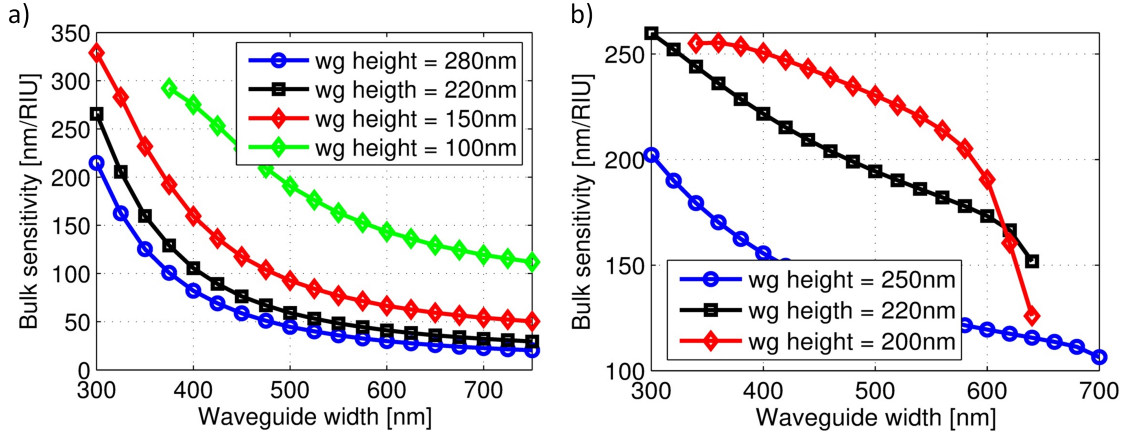 a)
Bulk sensitivity [nm/RIU]
350
300
250
200
150
100
50
0
wg height = 280nm
wg heigth = 220nm
wg height = 150nm
wg height = 100nm
300 400 500 600 700
Waveguide width [nm]
b)
Bulk sensitivity [nm/RIU]
250
200
150
100
wg height = 250nm
wg heigth = 220nm
wg height = 200nm
300 400 500 600 700
Waveguide width [nm]